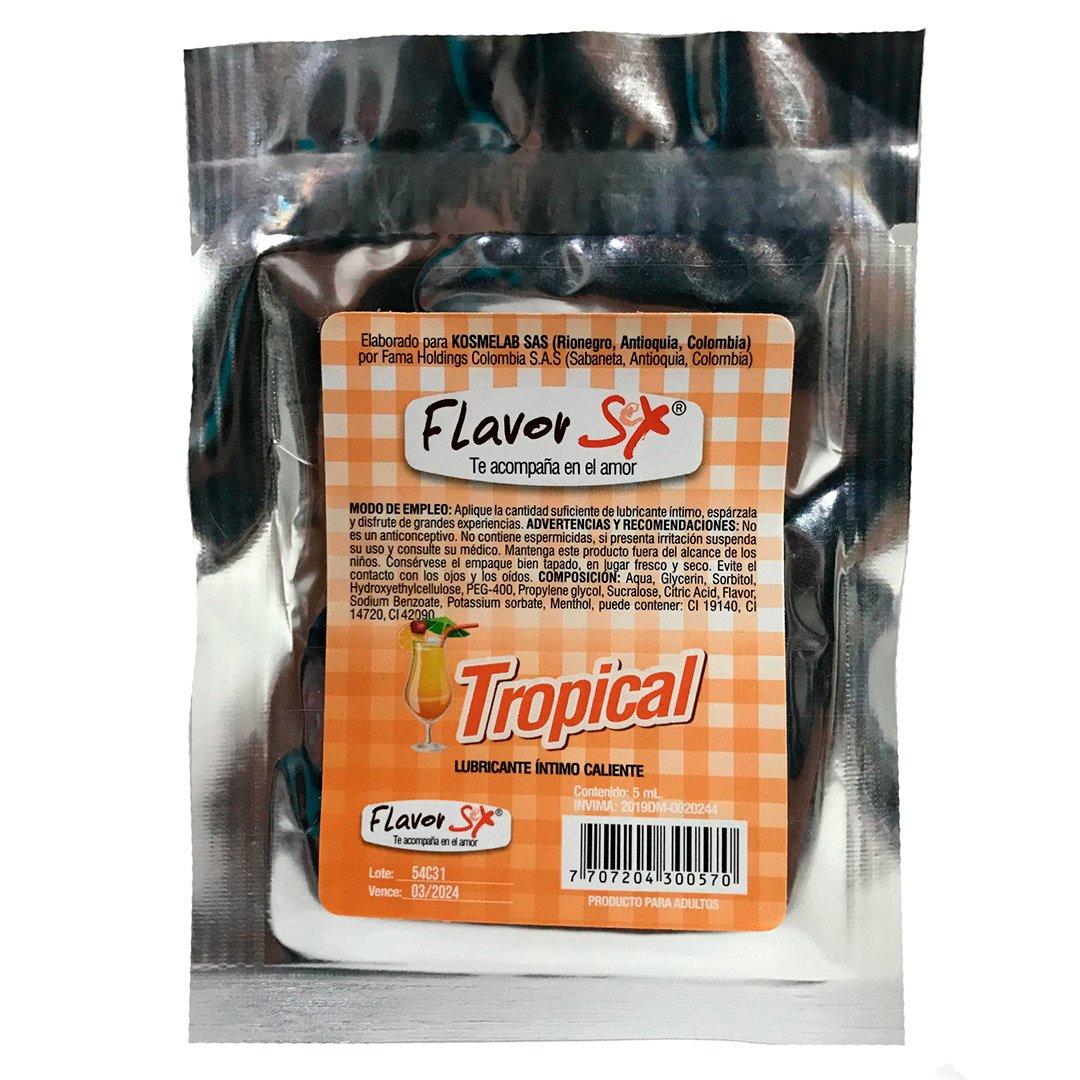 Elaborado para KOSMELAB SAS (Rionegro, Antioquia, Colombia)
por Fama Holdings Colombia S.A.S (Sabaneta, Antioquia, Colombia)
FLavor Sex®
Te acompaña en el amor
MODO DE EMPLEO: Aplique la cantidad suficiente de lubricante íntimo, espárzala
y disfrute de grandes experiencias. ADVERTENCIAS Y RECOMENDACIONES: No
es un anticonceptivo. No contiene espermicidas, si presenta irritación suspenda
su uso y consulte su médico. Mantenga este producto fuera del alcance de los
niños. Consérvese el empaque bien tapado, en lugar fresco y seco. Evite el
contacto con los ojos y los oídos. COMPOSICIÓN: Aqua, Glycerin, Sorbitol,
Hydroxyethylcellulose, PEG-400, Propylene glycol, Sucralose, Citric Acid, Flavor,
Sodium Benzoate, Potassium sorbate, Menthol, puede contener: CI 19140, CI
14720, CI 42090
Tropical
LUBRICANTE ÍNTIMO CALIENTE
Contenido: 5 mL.
INVIMA: 2019DM-0020244
FLavor Sex®
Te acompaña en el amor
Lote: 54C31
Vence: 03/2024
7 707204 300570
PRODUCTO PARA ADULTOS